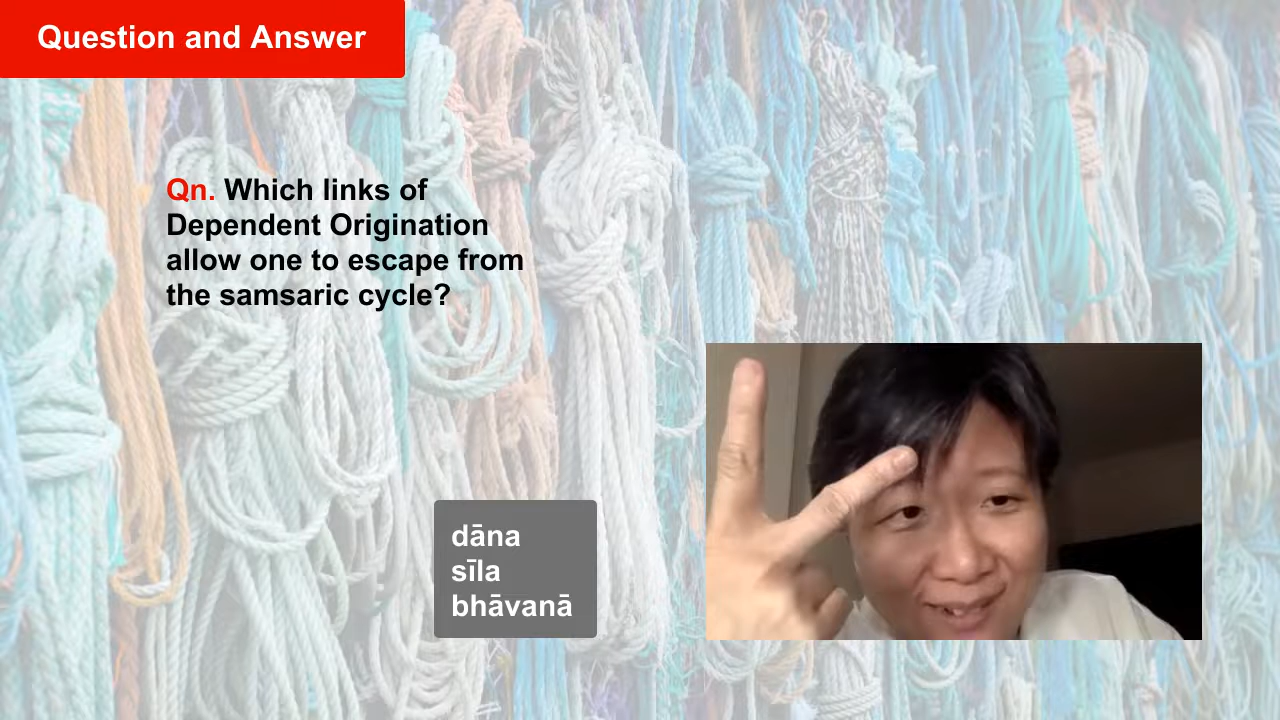 Question and Answer
Qn. Which links of
Dependent Origination
allow one to escape from
the samsaric cycle?
dāna
sīla
bhāvanā